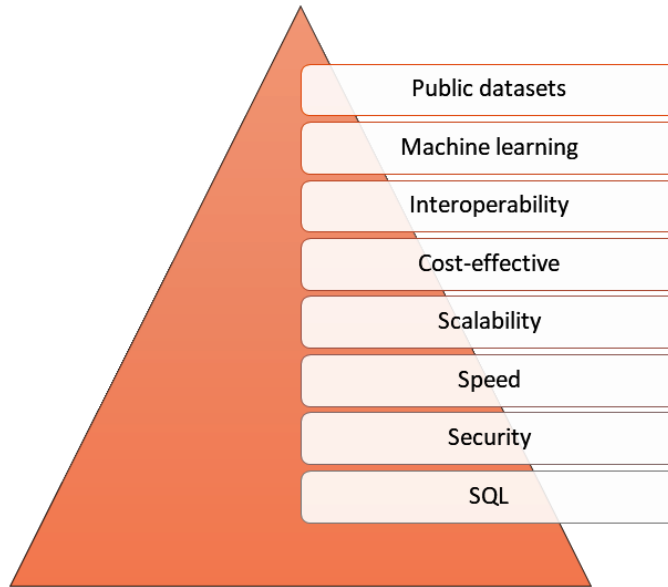 Public datasets
Machine learning
Interoperability
Cost-effective
Scalability
Speed
Security
SQL